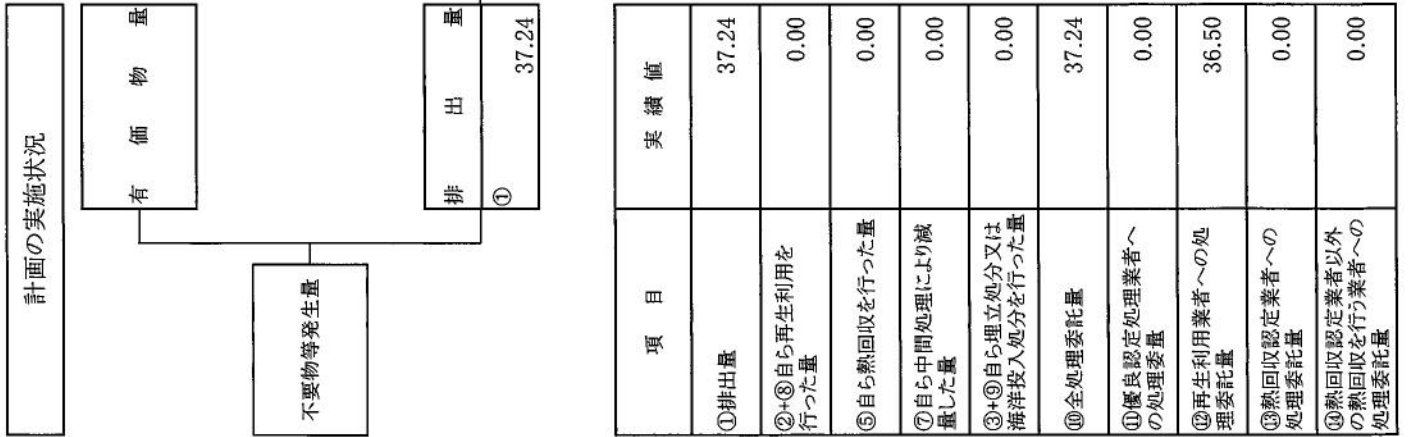 計画の実施状況
有価物量
不要物等発生量
排出量
① 37.24
項目 実績値
①排出量 37.24
②+⑧自ら再生利用を
行った量 0.00
⑤自ら熱回収を行った量 0.00
⑦自ら中間処理により減
量した量 0.00
③+⑨自ら埋立処分又は
海洋投入処分を行った量 0.00
⑩全処理委託量 37.24
⑪優良認定処理業者へ
の処理委量 0.00
⑫再生利用業者への処
理委託量 36.50
⑬熱回収認定業者への
処理委託量 0.00
⑭熱回収認定業者以外
の熱回収を行う業者への
処理委託量 0.00